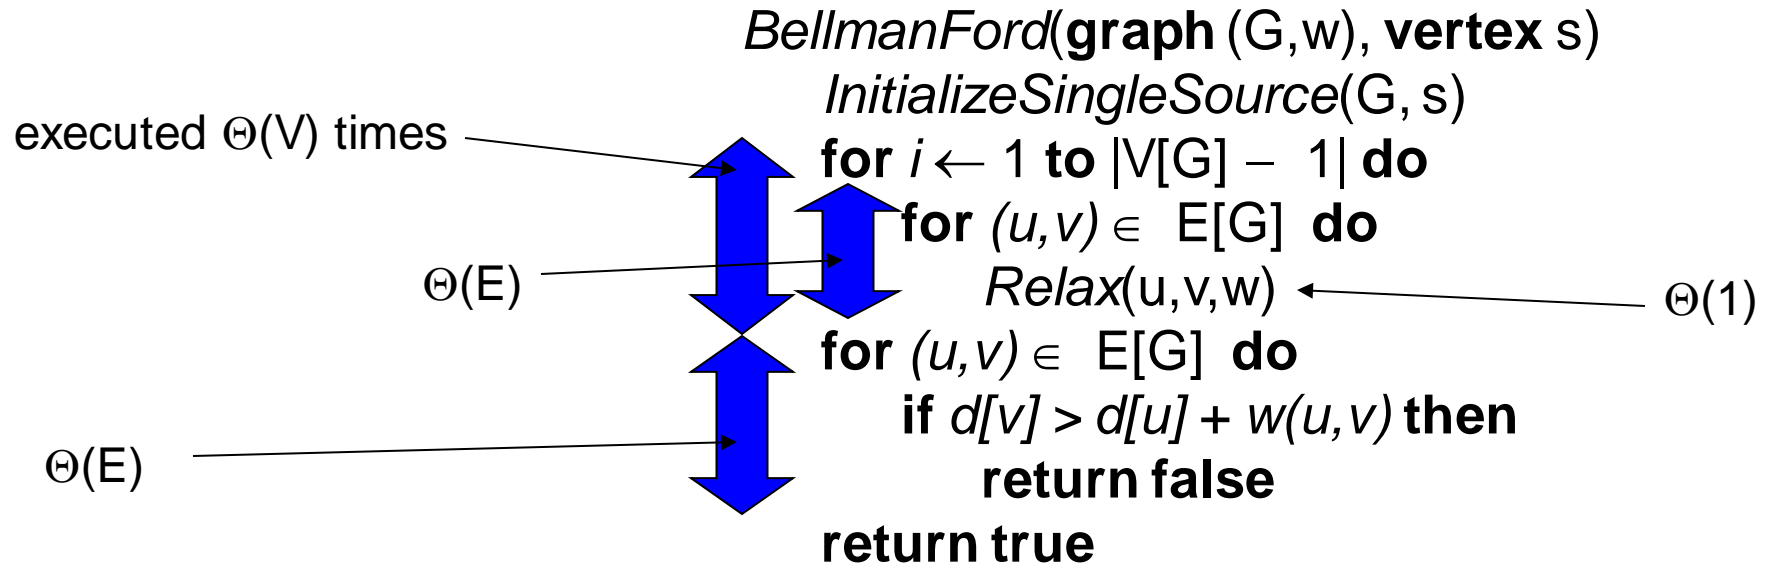 BellmanFord(graph (G,w), vertex s)
InitializeSingleSource(G, s)
executed Θ(V) times
for i ← 1 to |V[G] − 1| do
for (u,v) ∈ E[G] do
Θ(E)
Relax(u,v,w)
Θ(1)
for (u,v) ∈ E[G] do
if d[v] > d[u] + w(u,v) then
Θ(E)
return false
return true